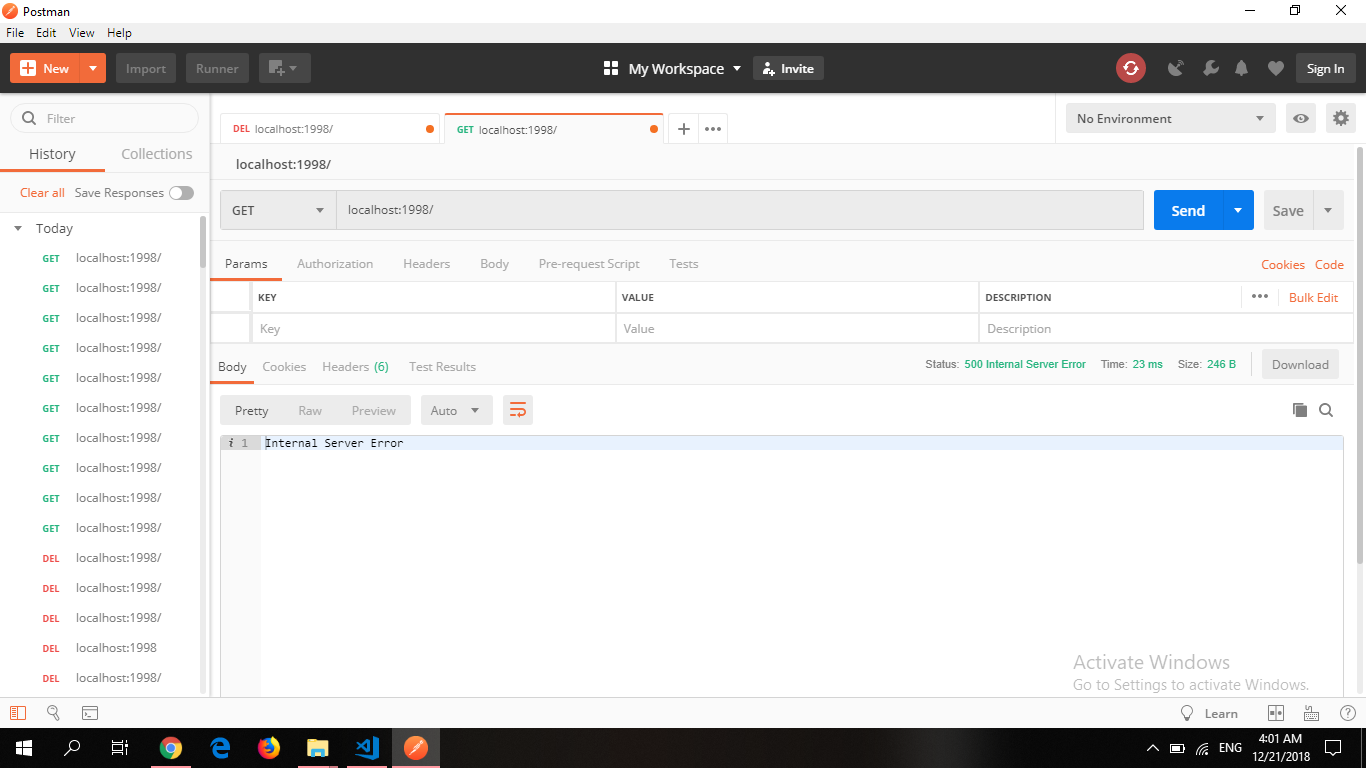 Postman
File Edit View Help
New Import Runner My Workspace Invite Sign In
Filter
History Collections
Clear all Save Responses
Today
GET localhost:1998/
GET localhost:1998/
GET localhost:1998/
GET localhost:1998/
GET localhost:1998/
GET localhost:1998/
GET localhost:1998/
GET localhost:1998/
GET localhost:1998/
GET localhost:1998/
DEL localhost:1998/
DEL localhost:1998/
DEL localhost:1998/
DEL localhost:1998
DEL localhost:1998/
DEL localhost:1998/ GET localhost:1998/ + ••• No Environment
localhost:1998/
GET localhost:1998/ Send Save
Params Authorization Headers Body Pre-request Script Tests Cookies Code
KEY VALUE DESCRIPTION ••• Bulk Edit
Key Value Description
Body Cookies Headers (6) Test Results Status: 500 Internal Server Error Time: 23 ms Size: 246 B Download
Pretty Raw Preview Auto
i 1 Internal Server Error
Activate Windows
Go to Settings to activate Windows.
Learn ?
ENG 4:01 AM
12/21/2018